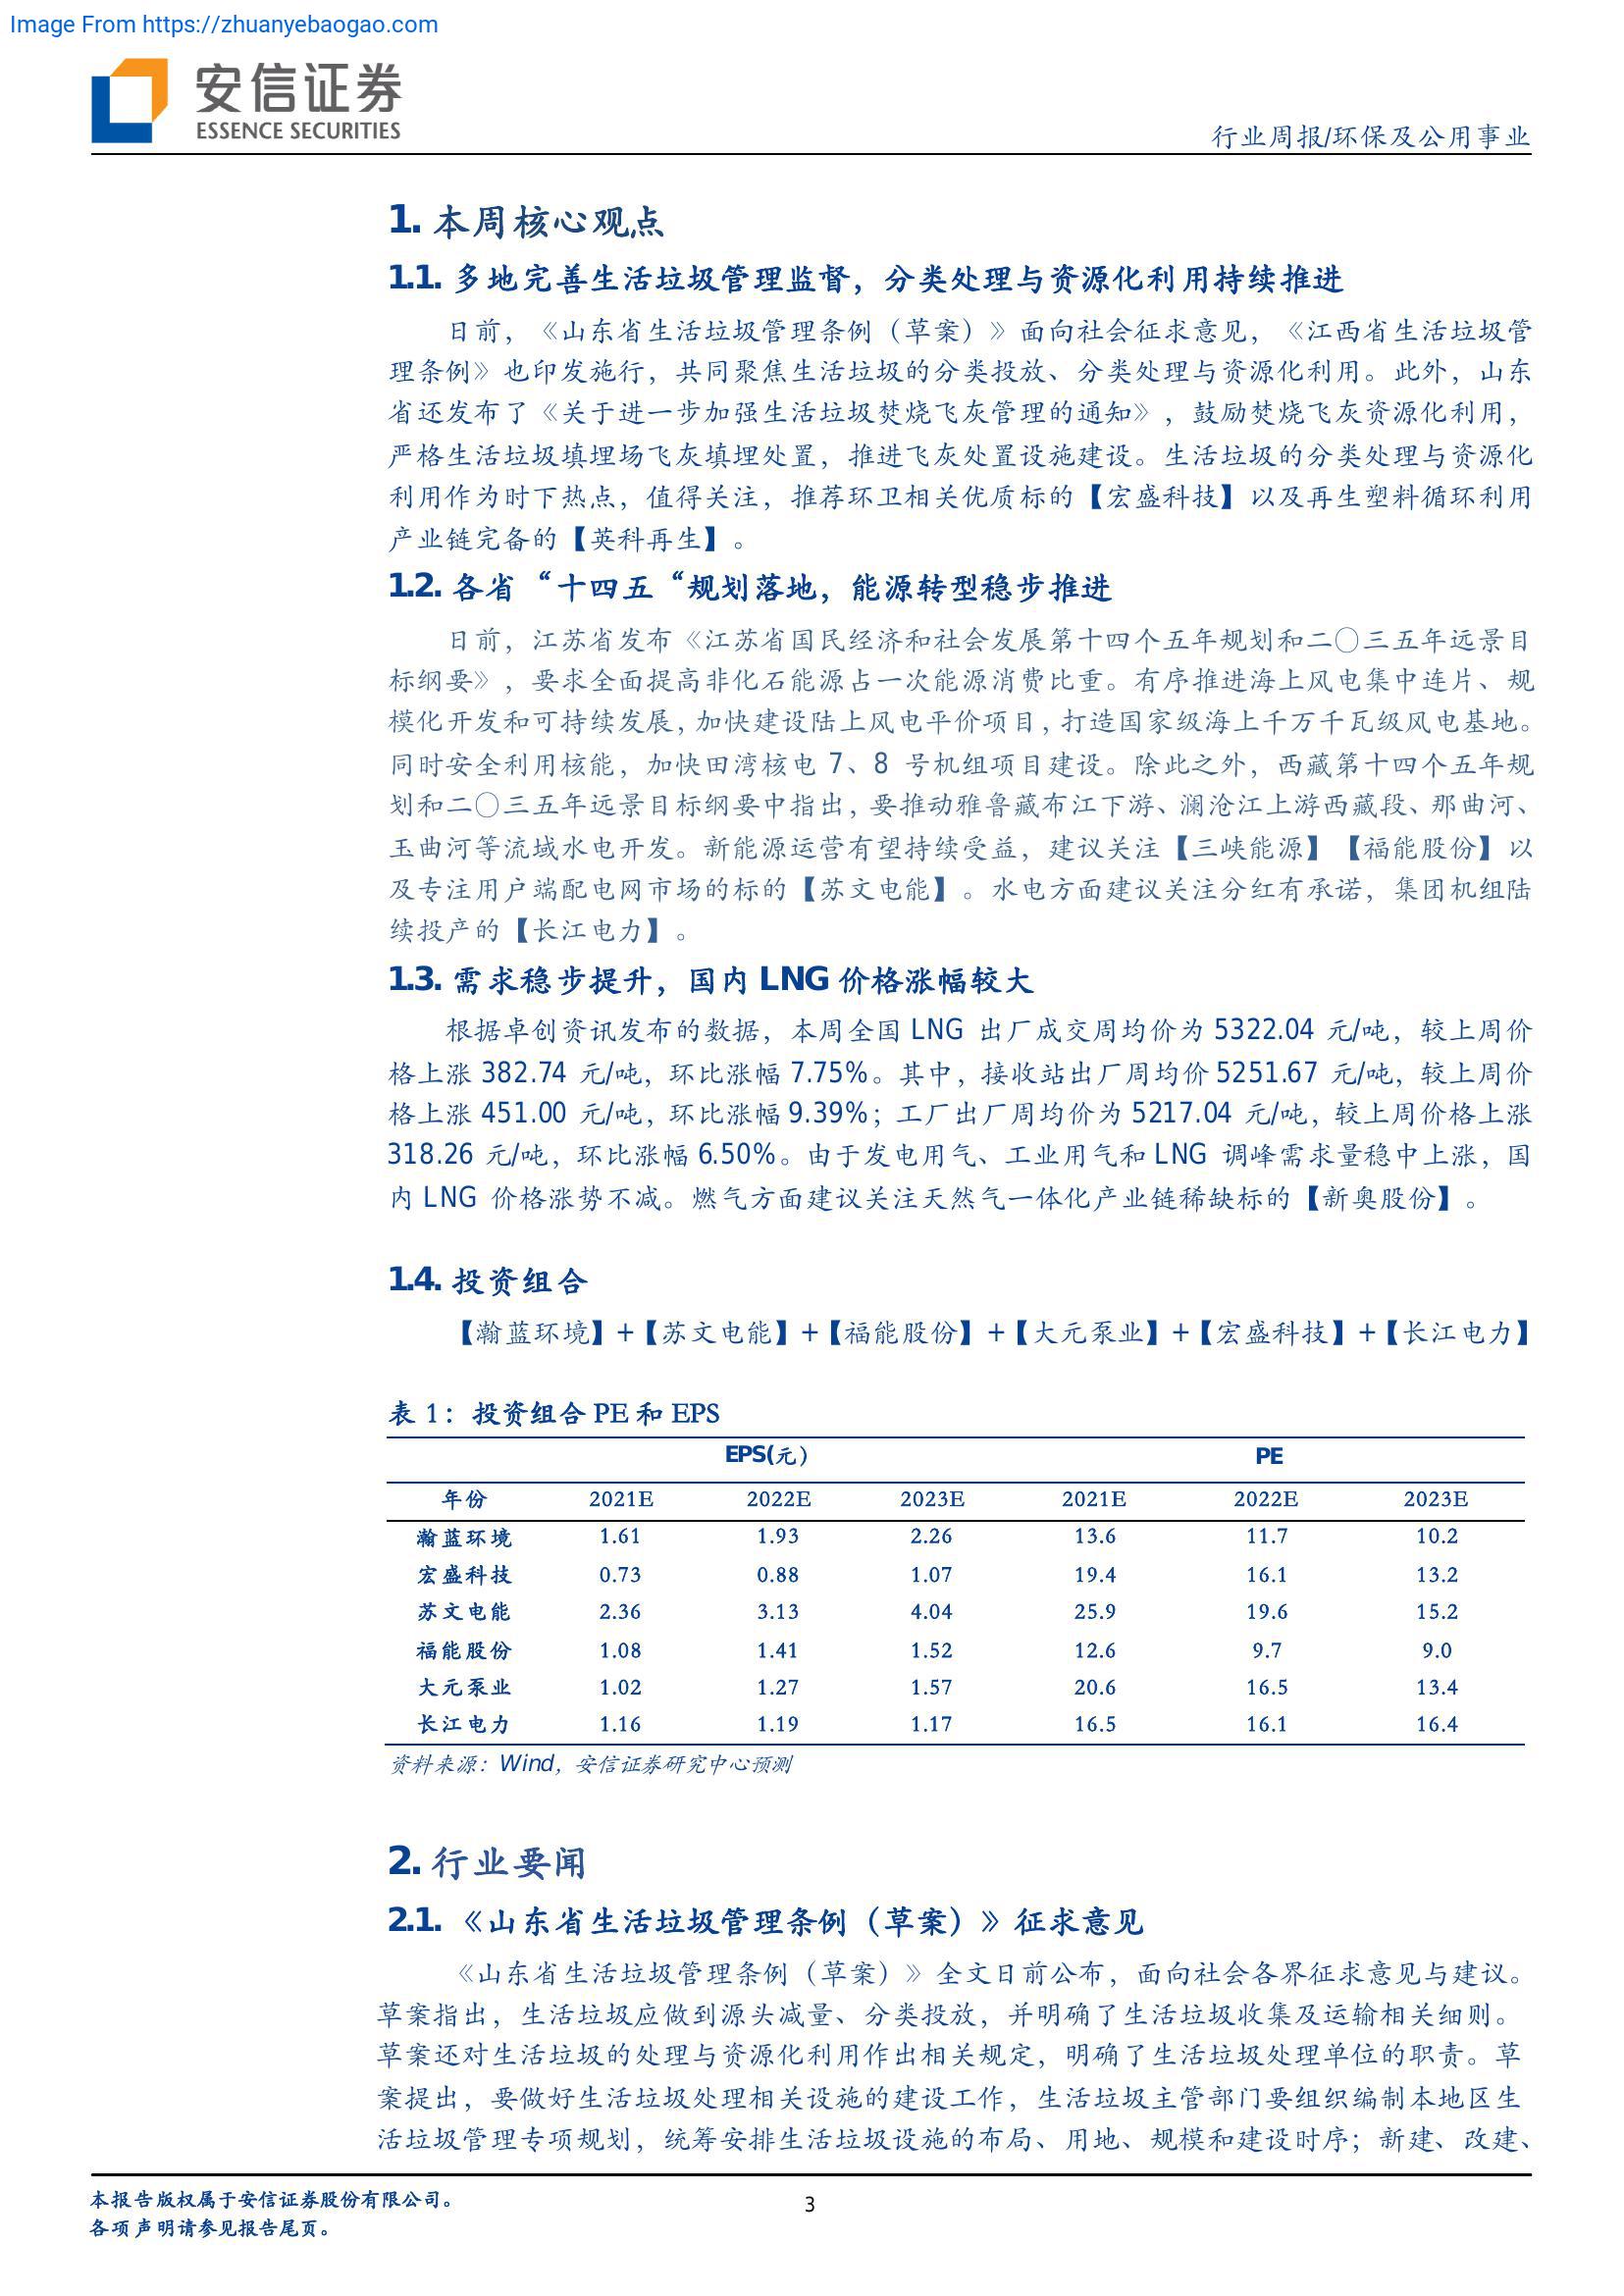 Image From https://zhuanyebaogao.com
安信证券
ESSENCE SECURITIES
行业周报/环保及公用事业
1. 本周核心观点
1.1. 多地完善生活垃圾管理监督，分类处理与资源化利用持续推进
日前，《山东省生活垃圾管理条例（草案）》面向社会征求意见，《江西省生活垃圾管
理条例》也印发施行，共同聚焦生活垃圾的分类投放、分类处理与资源化利用。此外，山东
省还发布了《关于进一步加强生活垃圾焚烧飞灰管理的通知》，鼓励焚烧飞灰资源化利用，
严格生活垃圾填埋场飞灰填埋处置，推进飞灰处置设施建设。生活垃圾的分类处理与资源化
利用作为时下热点，值得关注，推荐环卫相关优质标的【宏盛科技】以及再生塑料循环利用
产业链完备的【英科再生】。
1.2. 各省“十四五“规划落地，能源转型稳步推进
日前，江苏省发布《江苏省国民经济和社会发展第十四个五年规划和二〇三五年远景目
标纲要》，要求全面提高非化石能源占一次能源消费比重。有序推进海上风电集中连片、规
模化开发和可持续发展，加快建设陆上风电平价项目，打造国家级海上千万千瓦级风电基地。
同时安全利用核能，加快田湾核电 7、8 号机组项目建设。除此之外，西藏第十四个五年规
划和二〇三五年远景目标纲要中指出，要推动雅鲁藏布江下游、澜沧江上游西藏段、那曲河、
玉曲河等流域水电开发。新能源运营有望持续受益，建议关注【三峡能源】【福能股份】以
及专注用户端配电网市场的标的【苏文电能】。水电方面建议关注分红有承诺，集团机组陆
续投产的【长江电力】。
1.3. 需求稳步提升，国内 LNG 价格涨幅较大
根据卓创资讯发布的数据，本周全国 LNG 出厂成交周均价为 5322.04 元/吨，较上周价
格上涨 382.74 元/吨，环比涨幅 7.75%。其中，接收站出厂周均价 5251.67 元/吨，较上周价
格上涨 451.00 元/吨，环比涨幅 9.39%；工厂出厂周均价为 5217.04 元/吨，较上周价格上涨
318.26 元/吨，环比涨幅 6.50%。由于发电用气、工业用气和 LNG 调峰需求量稳中上涨，国
内 LNG 价格涨势不减。燃气方面建议关注天然气一体化产业链稀缺标的【新奥股份】。
1.4. 投资组合
【瀚蓝环境】+【苏文电能】+【福能股份】+【大元泵业】+【宏盛科技】+【长江电力】
表 1：投资组合 PE 和 EPS
EPS(元） PE
年份 2021E 2022E 2023E 2021E 2022E 2023E
瀚蓝环境 1.61 1.93 2.26 13.6 11.7 10.2
宏盛科技 0.73 0.88 1.07 19.4 16.1 13.2
苏文电能 2.36 3.13 4.04 25.9 19.6 15.2
福能股份 1.08 1.41 1.52 12.6 9.7 9.0
大元泵业 1.02 1.27 1.57 20.6 16.5 13.4
长江电力 1.16 1.19 1.17 16.5 16.1 16.4
资料来源：Wind，安信证券研究中心预测
2. 行业要闻
2.1. 《山东省生活垃圾管理条例（草案）》征求意见
《山东省生活垃圾管理条例（草案）》全文日前公布，面向社会各界征求意见与建议。
草案指出，生活垃圾应做到源头减量、分类投放，并明确了生活垃圾收集及运输相关细则。
草案还对生活垃圾的处理与资源化利用作出相关规定，明确了生活垃圾处理单位的职责。草
案提出，要做好生活垃圾处理相关设施的建设工作，生活垃圾主管部门要组织编制本地区生
活垃圾管理专项规划，统筹安排生活垃圾设施的布局、用地、规模和建设时序；新建、改建、
本报告版权属于安信证券股份有限公司。
各项声明请参见报告尾页。
3